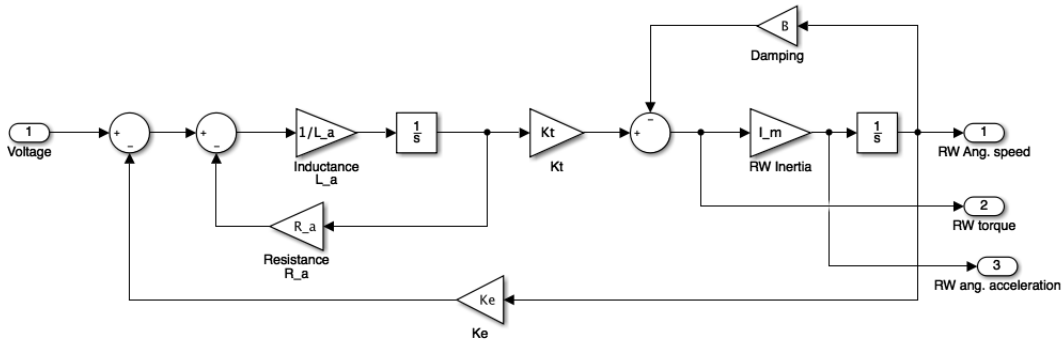 B
Damping
1
Voltage
+
−
+
−
1/L_a
Inductance
L_a
1
s
Kt
Kt
+
−
I_m
RW Inertia
1
s
1
RW Ang. speed
2
RW torque
R_a
Resistance
R_a
3
RW ang. acceleration
Ke
Ke